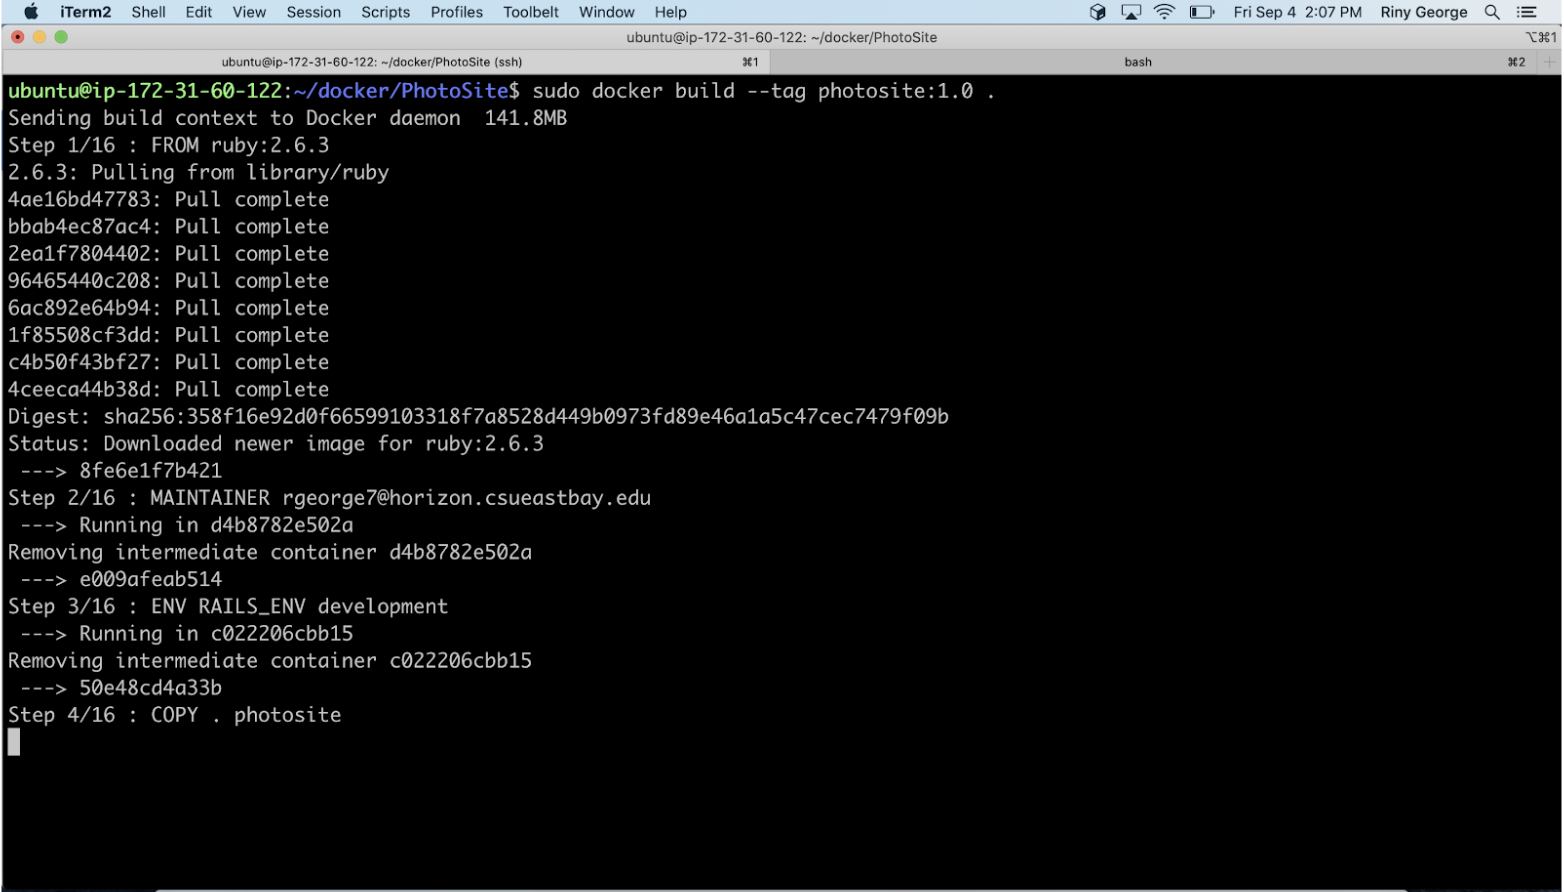 iTerm2 Shell Edit View Session Scripts Profiles Toolbelt Window Help Fri Sep 4 2:07 PM Riny George
ubuntu@ip-172-31-60-122: ~/docker/PhotoSite ⌥⌘1
ubuntu@ip-172-31-60-122: ~/docker/PhotoSite (ssh) ⌘1 bash ⌘2
ubuntu@ip-172-31-60-122:~/docker/PhotoSite$ sudo docker build --tag photosite:1.0 .
Sending build context to Docker daemon  141.8MB
Step 1/16 : FROM ruby:2.6.3
2.6.3: Pulling from library/ruby
4ae16bd47783: Pull complete
bbab4ec87ac4: Pull complete
2ea1f7804402: Pull complete
96465440c208: Pull complete
6ac892e64b94: Pull complete
1f85508cf3dd: Pull complete
c4b50f43bf27: Pull complete
4ceeca44b38d: Pull complete
Digest: sha256:358f16e92d0f66599103318f7a8528d449b0973fd89e46a1a5c47cec7479f09b
Status: Downloaded newer image for ruby:2.6.3
 ---> 8fe6e1f7b421
Step 2/16 : MAINTAINER rgeorge7@horizon.csueastbay.edu
 ---> Running in d4b8782e502a
Removing intermediate container d4b8782e502a
 ---> e009afeab514
Step 3/16 : ENV RAILS_ENV development
 ---> Running in c022206cbb15
Removing intermediate container c022206cbb15
 ---> 50e48cd4a33b
Step 4/16 : COPY . photosite